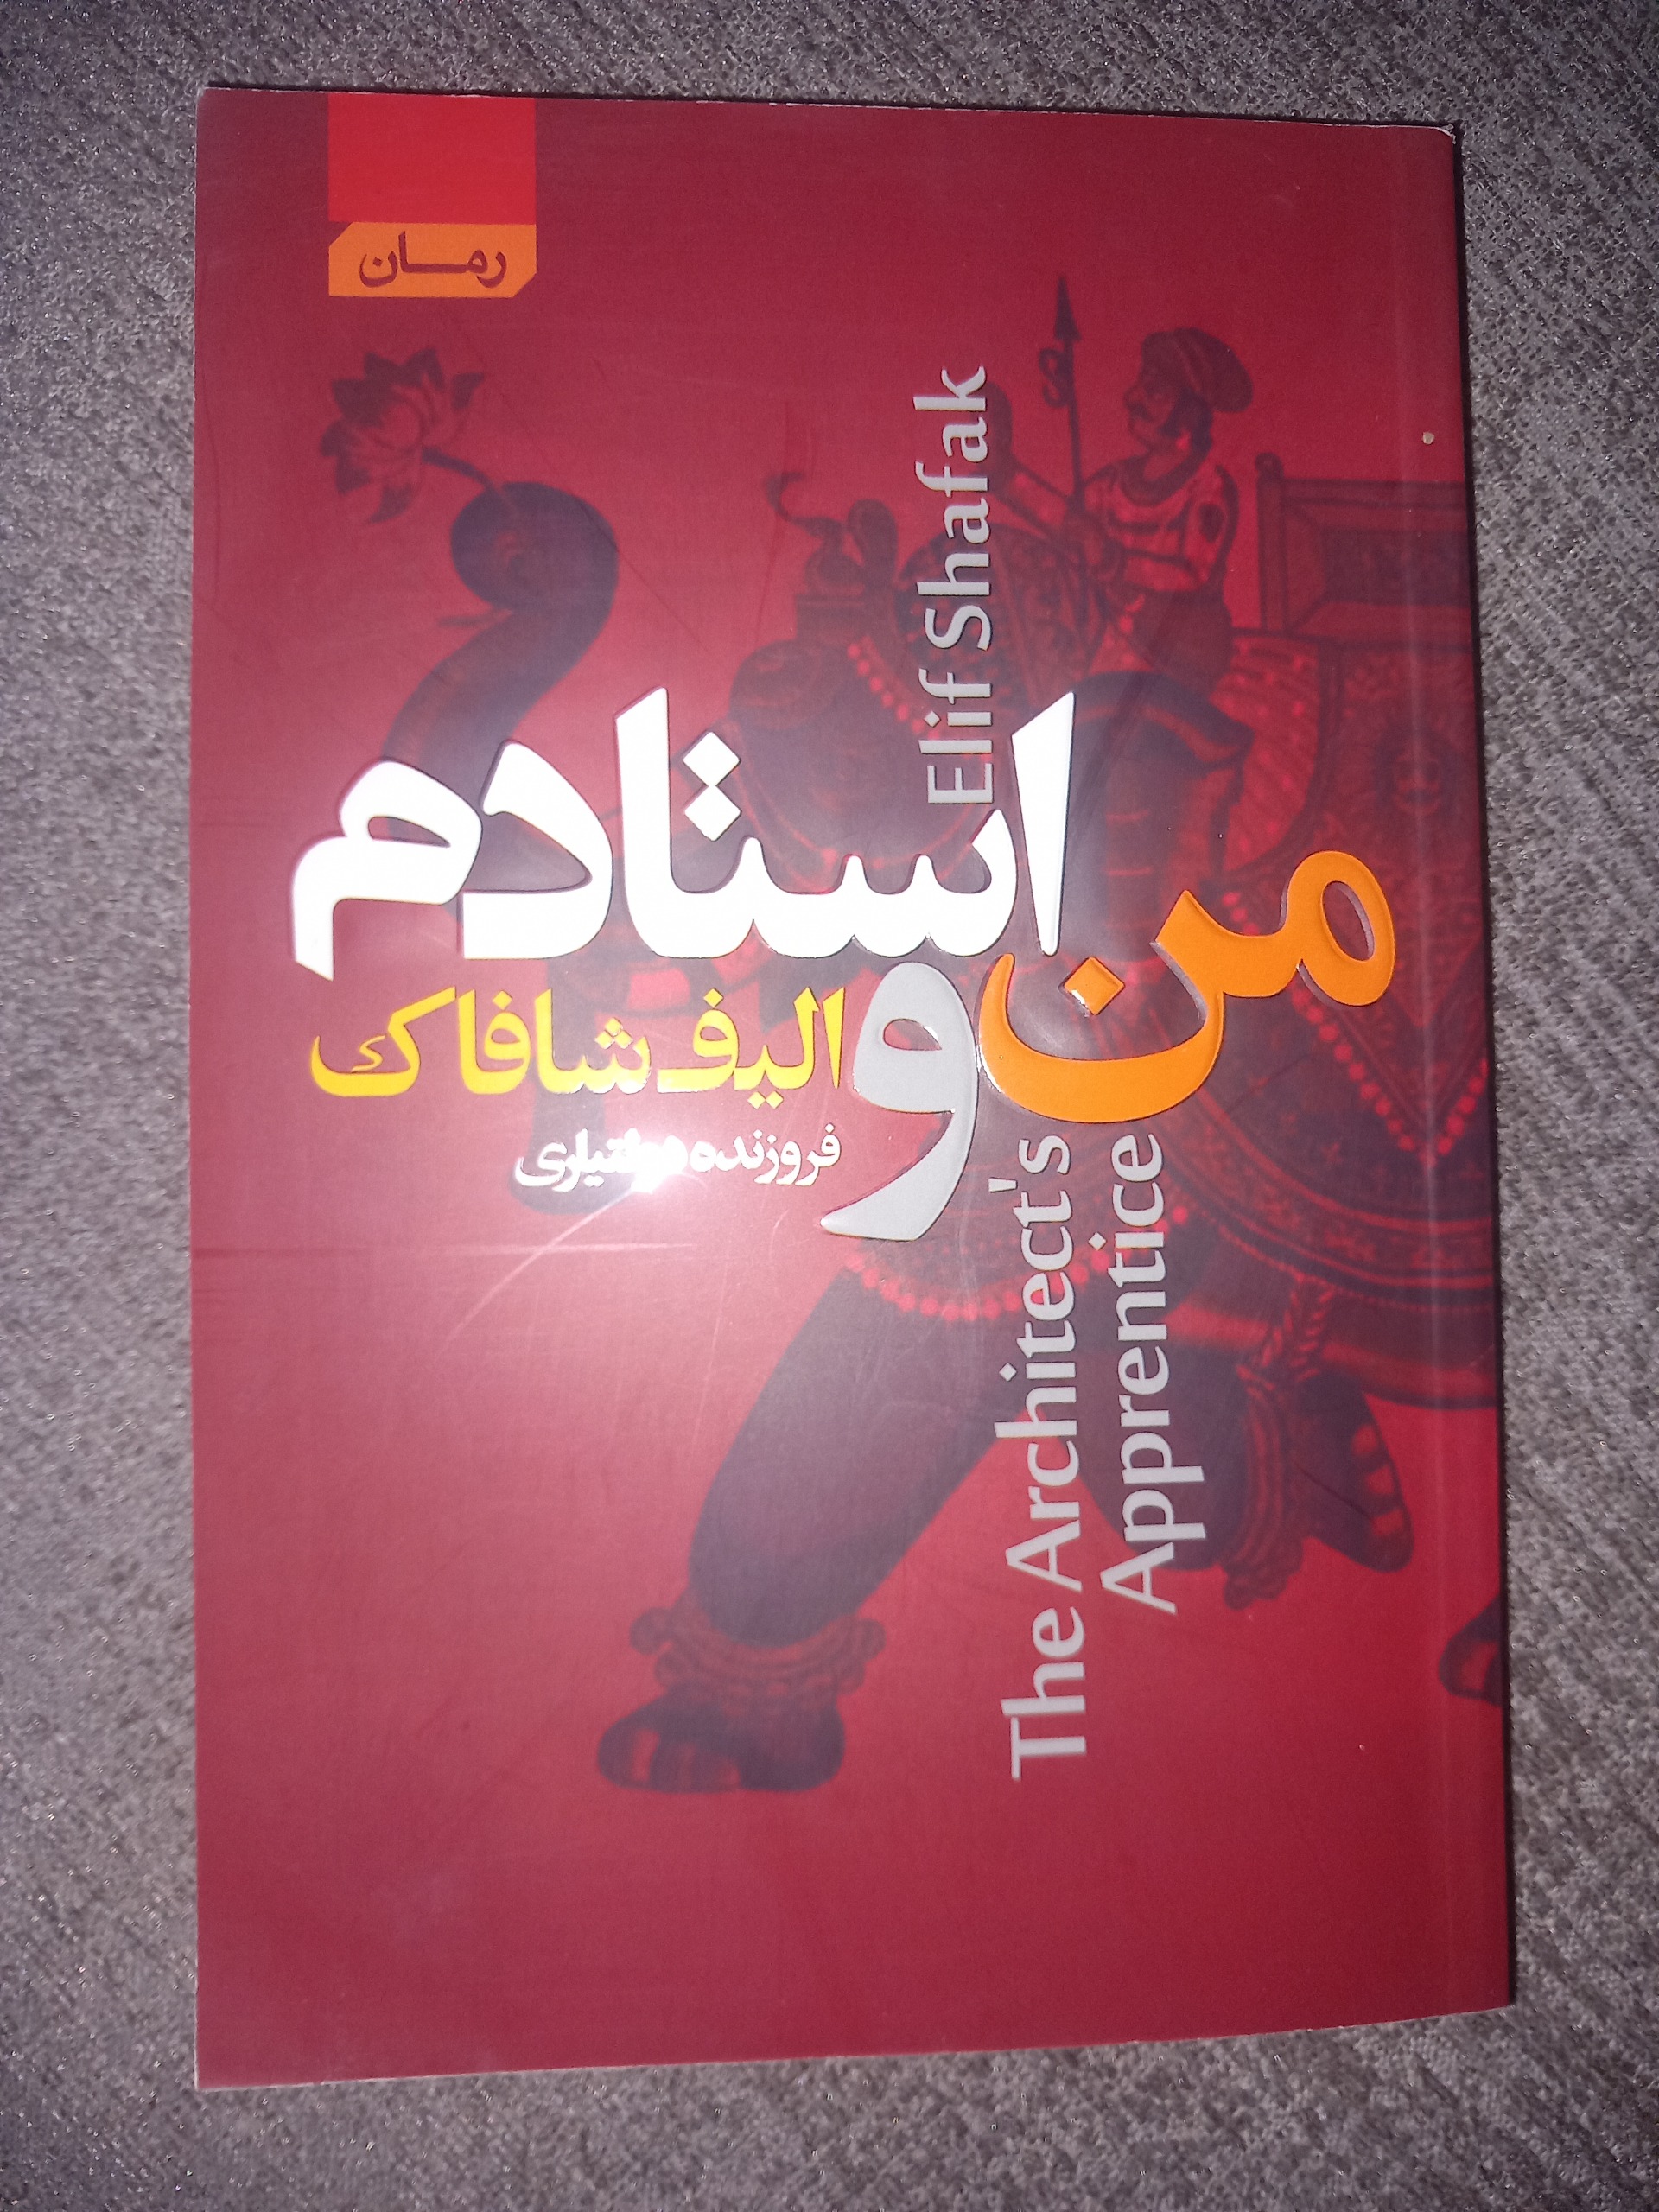 رمان
Elif Shafak
من و استادم
الیف شافاک
فروزنده
The Architect's
Apprentice